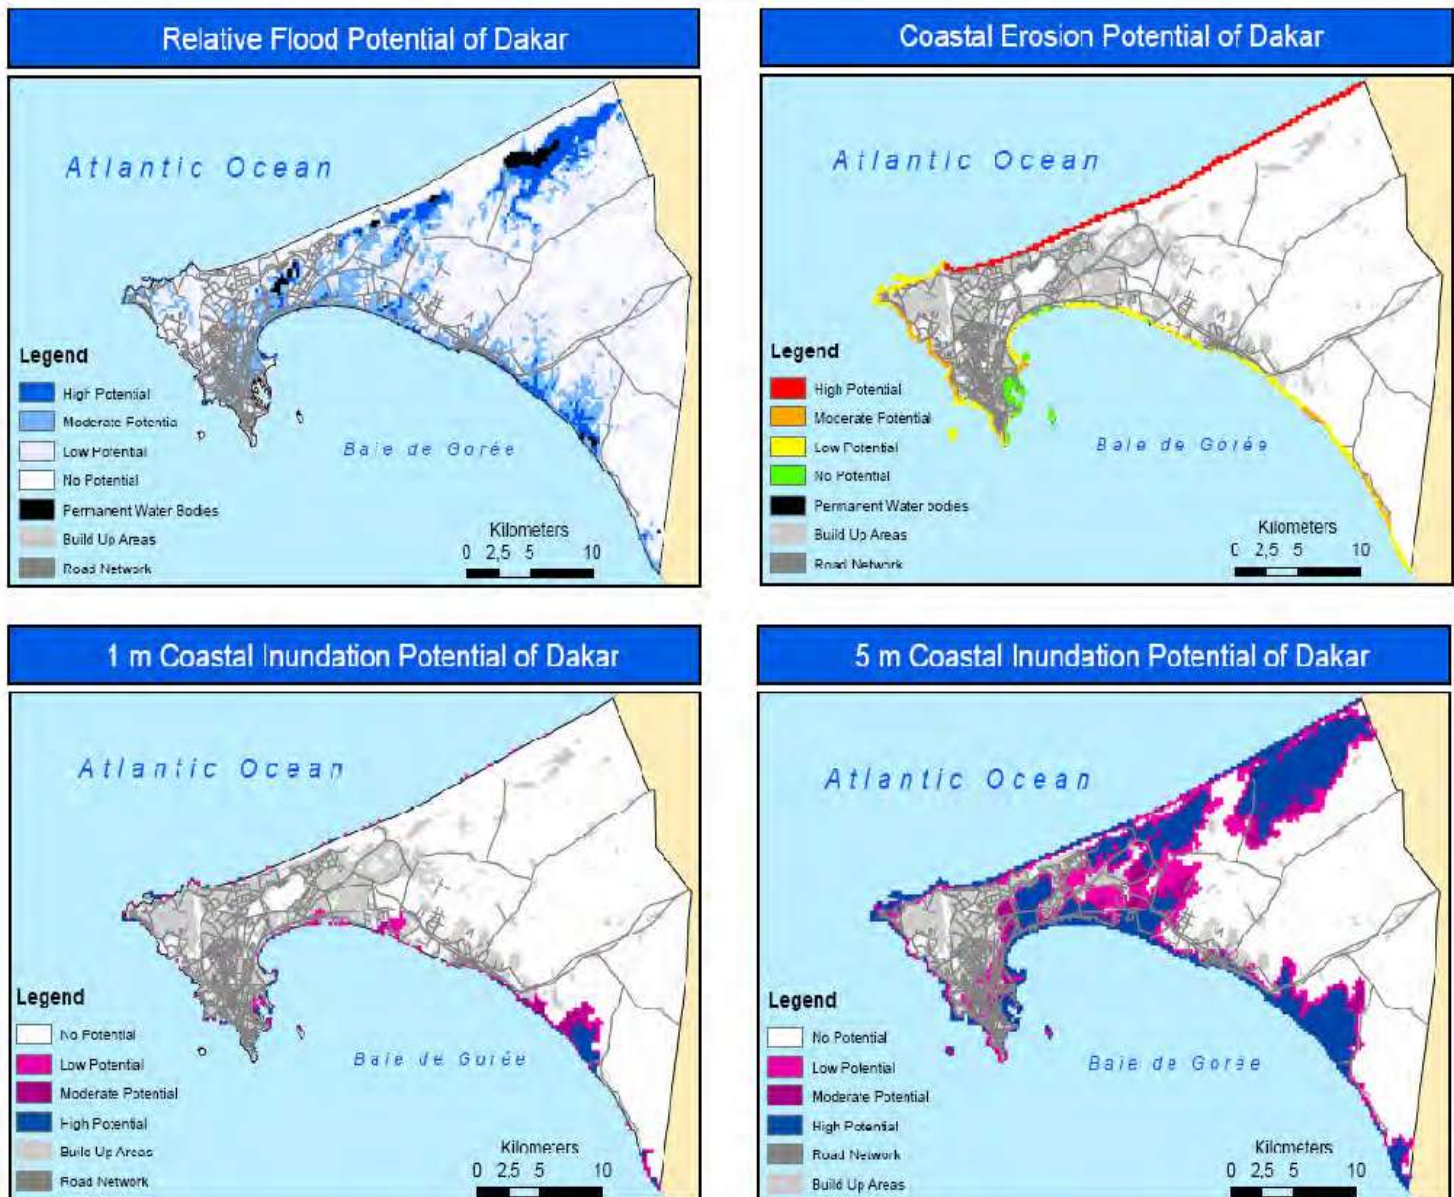 Relative Flood Potential of Dakar
Atlantic Ocean
Baie de Gorée
Legend
High Potential
Moderate Potentia
Low Potential
No Potential
Permanent Water Bodies
Build Up Areas
Road Network
Kilometers
0 2,5 5 10
Coastal Erosion Potential of Dakar
Atlantic Ocean
Baie de Gorée
Legend
High Potential
Moderate Potential
Low Potential
No Potential
Permanent Water bodies
Build Up Areas
Road Network
Kilometers
0 2,5 5 10
1 m Coastal Inundation Potential of Dakar
Atlantic Ocean
Baie de Gorée
Legend
No Potential
Low Potential
Moderate Potential
High Potential
Build Up Areas
Road Network
Kilometers
0 2,5 5 10
5 m Coastal Inundation Potential of Dakar
Atlantic Ocean
Baie de Gorée
Legend
No Potential
Low Potential
Moderate Potential
High Potential
Road Network
Build Up Areas
Kilometers
0 2,5 5 10